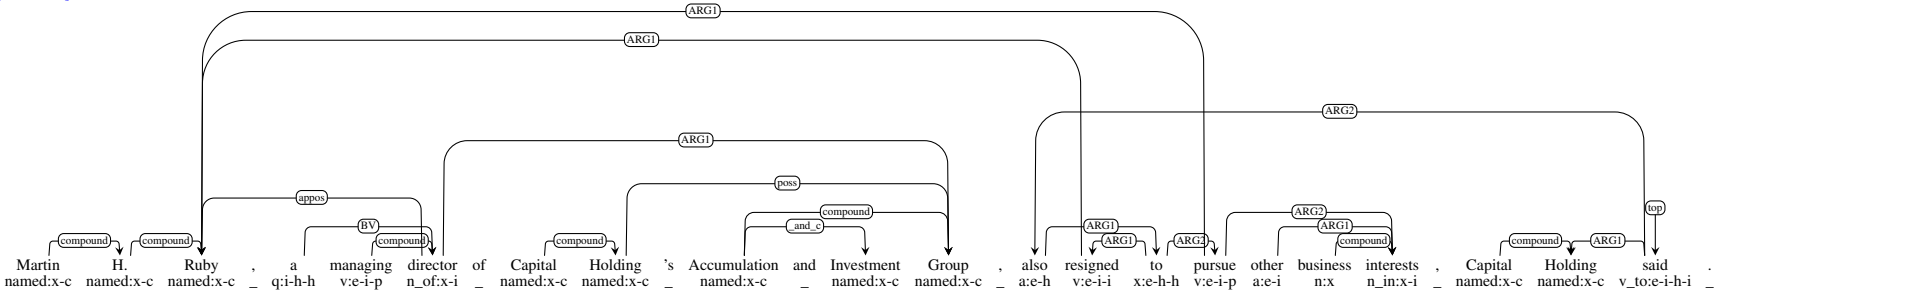 ARG1
ARG1
ARG2
ARG1
poss
appos compound ARG2 top
BV _and_c ARG1 ARG1
compound compound compound compound ARG1 ARG2 compound compound ARG1
Martin H. Ruby , a managing director of Capital Holding 's Accumulation and Investment Group , also resigned to pursue other business interests , Capital Holding said .
named:x-c named:x-c named:x-c _ q:i-h-h v:e-i-p n_of:x-i _ named:x-c named:x-c _ named:x-c _ named:x-c named:x-c _ a:e-h v:e-i-i x:e-h-h v:e-i-p a:e-i n:x n_in:x-i _ named:x-c named:x-c v_to:e-i-h-i _